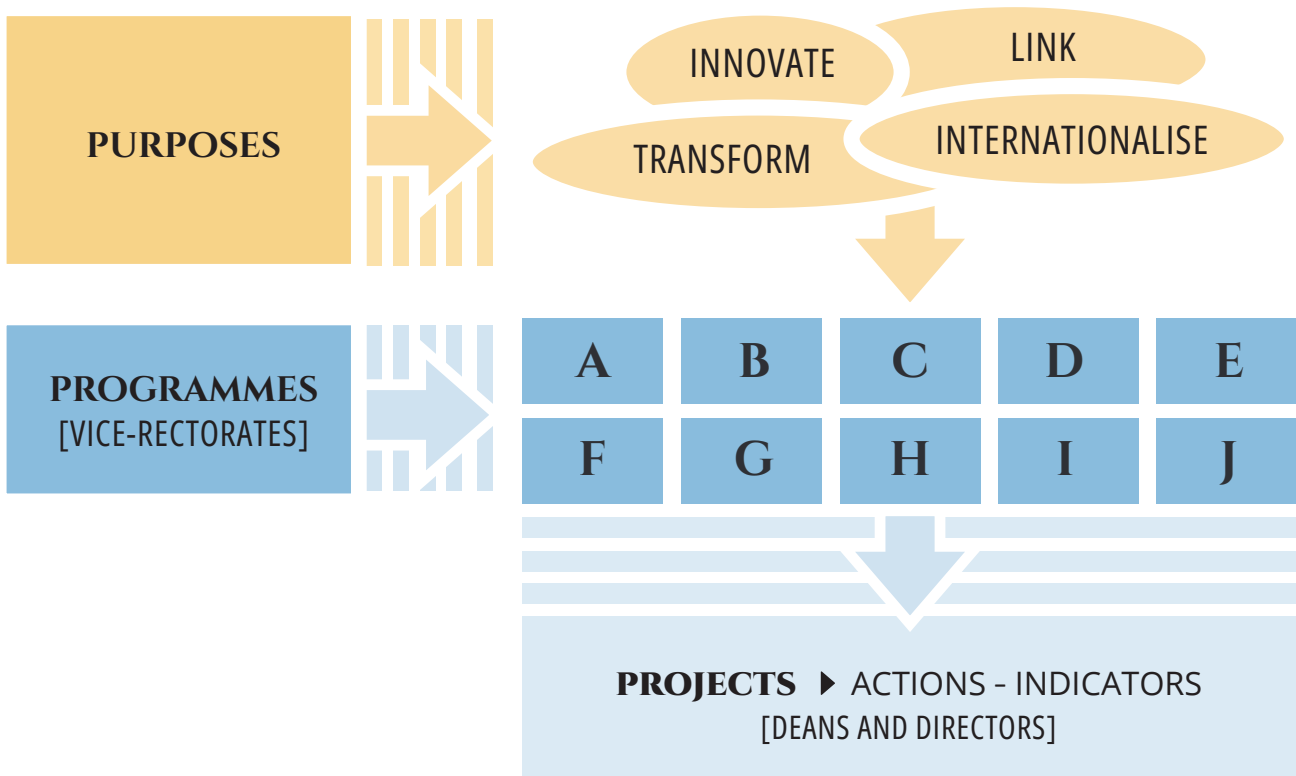 PURPOSES
INNOVATE
LINK
TRANSFORM
INTERNATIONALISE
PROGRAMMES
[VICE-RECTORATES]
A B C D E
F G H I J
PROJECTS ▶ ACTIONS - INDICATORS
[DEANS AND DIRECTORS]